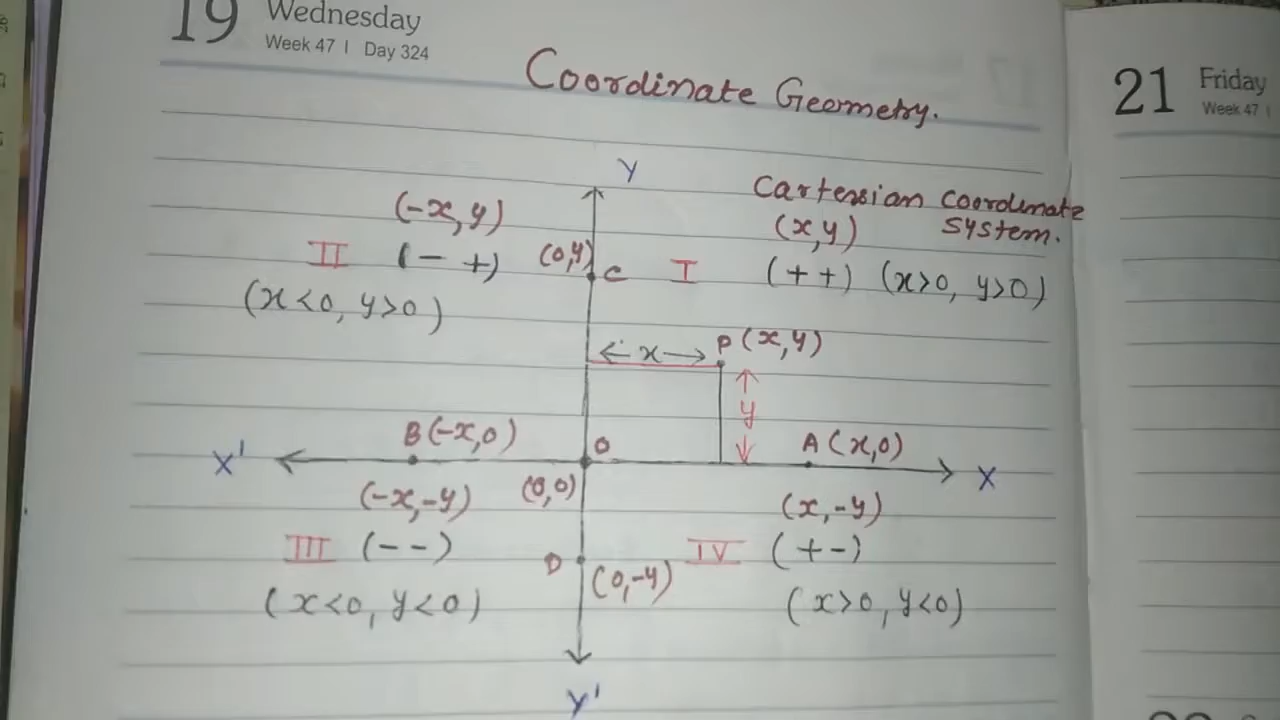 19 Wednesday
Week 47 | Day 324
Coordinate Geometry.
21 Friday
Week 47 |
Y
Cartersian coordinate
system.
(-x,y)
(x,y)
II (- +)
(0,y)
C
I (+ +) (x>0, y>0)
(x<0, y>0)
x
P(x,y)
y
B(-x,0)
O
A(x,0)
X'
X
(-x,-y)
(0,0)
(x,-y)
III (- -)
D
(0,-y)
IV (+ -)
(x<0, y<0)
(x>0, y<0)
Y'